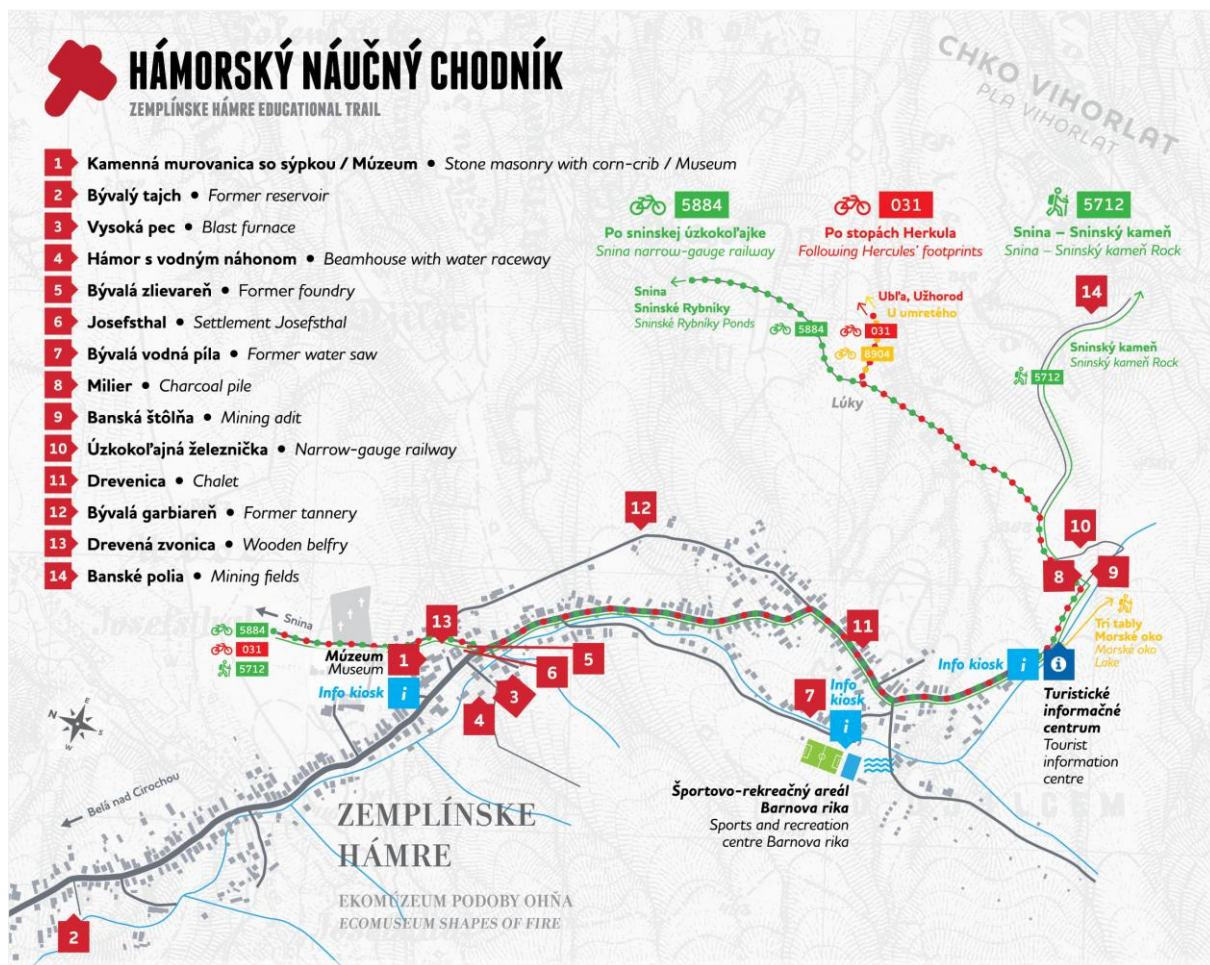 HÁMORSKÝ NÁUČNÝ CHODNÍK
ZEMPLÍNSKE HÁMRE EDUCATIONAL TRAIL
CHKO VIHORLAT
PLA VIHORLAT
1 Kamenná murovanica so sýpkou / Múzeum • Stone masonry with corn-crib / Museum
2 Bývalý tajch • Former reservoir
3 Vysoká pec • Blast furnace
4 Hámor s vodným náhonom • Beamhouse with water raceway
5 Bývalá zlievareň • Former foundry
6 Josefsthal • Settlement Josefsthal
7 Bývalá vodná píla • Former water saw
8 Milier • Charcoal pile
9 Banská štôlňa • Mining adit
10 Úzkokoľajná železnička • Narrow-gauge railway
11 Drevenica • Chalet
12 Bývalá garbiareň • Former tannery
13 Drevená zvonica • Wooden belfry
14 Banské polia • Mining fields
5884
Po sninskej úzkokoľajke
Snina narrow-gauge railway
031
Po stopách Herkula
Following Hercules' footprints
5712
Snina – Sninský kameň
Snina – Sninský kameň Rock
Snina
Sninské Rybníky
Sninské Rybníky Ponds
5884
Ubľa, Užhorod
U umretého
031
8904
Lúky
14
Sninský kameň
Sninský kameň Rock
5712
12
10
8
9
Tri tably
Morské oko
Morské oko
Lake
Snina
5884
031
5712
13
Múzeum
Museum
1
Info kiosk
i
5
6
3
4
11
7
Info
kiosk
i
Info kiosk
i
i
Turistické
informačné
centrum
Tourist
information
centre
Športovo-rekreačný areál
Barnova rika
Sports and recreation
centre Barnova rika
N
E
S
W
Belá nad Cirochou
ZEMPLÍNSKE
HÁMRE
EKOMÚZEUM PODOBY OHŇA
ECOMUSEUM SHAPES OF FIRE
2